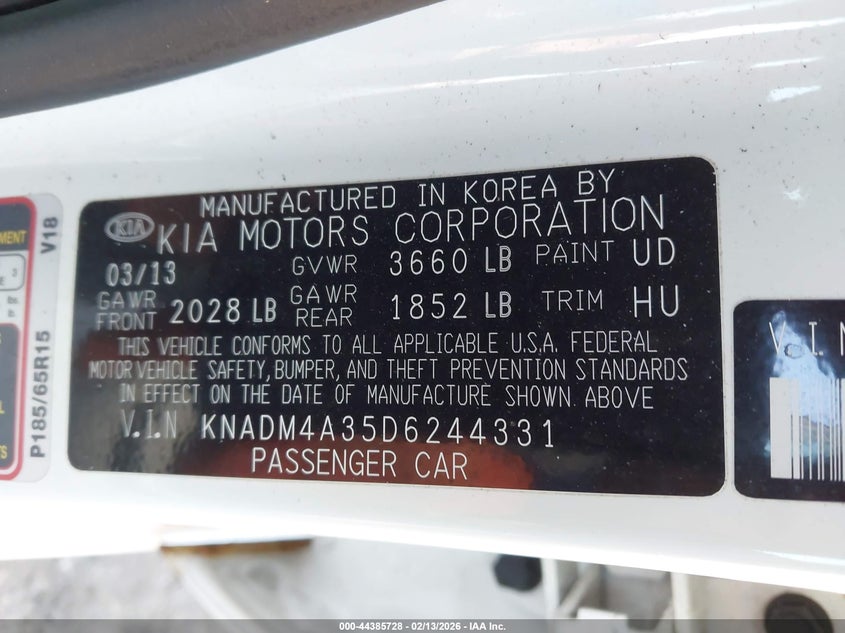 MANUFACTURED IN KOREA BY
KIA
KIA MOTORS CORPORATION
03/13 GVWR 3660 LB PAINT UD
GAWR FRONT 2028 LB GAWR REAR 1852 LB TRIM HU
THIS VEHICLE CONFORMS TO ALL APPLICABLE U.S.A. FEDERAL
MOTOR VEHICLE SAFETY, BUMPER, AND THEFT PREVENTION STANDARDS
IN EFFECT ON THE DATE OF MANUFACTURE SHOWN ABOVE
V.I.N KNADM4A35D6244331
PASSENGER CAR
P185/65R15 V18
3
V.I.N
000-44385728 - 02/13/2026 - IAA Inc.